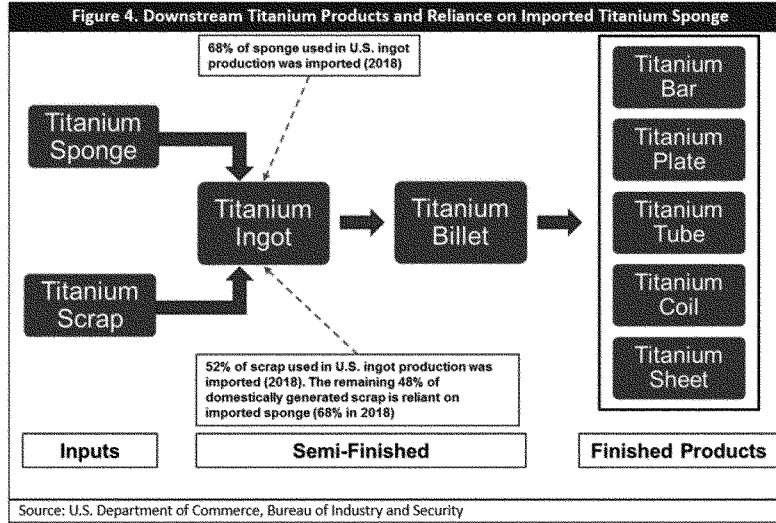 Figure 4. Downstream Titanium Products and Reliance on Imported Titanium Sponge
68% of sponge used in U.S. ingot
production was imported (2018)
Titanium
Sponge
Titanium
Scrap
Titanium
Ingot
Titanium
Billet
Titanium
Bar
Titanium
Plate
Titanium
Tube
Titanium
Coil
Titanium
Sheet
52% of scrap used in U.S. ingot production was
imported (2018). The remaining 48% of
domestically generated scrap is reliant on
imported sponge (68% in 2018)
Inputs
Semi-Finished
Finished Products
Source: U.S. Department of Commerce, Bureau of Industry and Security